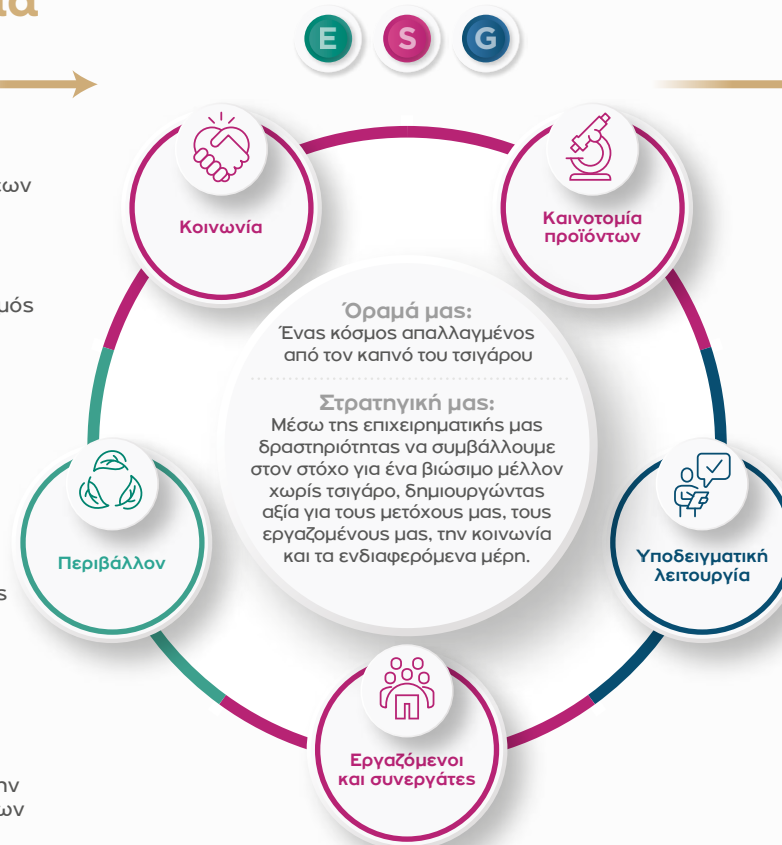 E S G
Κοινωνία
Καινοτομία
προϊόντων
μός
Όραμά μας:
Ένας κόσμος απαλλαγμένος
από τον καπνό του τσιγάρου
Στρατηγική μας:
Μέσω της επιχειρηματικής μας
δραστηριότητας να συμβάλλουμε
στον στόχο για ένα βιώσιμο μέλλον
χωρίς τσιγάρο, δημιουργώντας
αξία για τους μετόχους μας, τους
εργαζομένους μας, την κοινωνία
και τα ενδιαφερόμενα μέρη.
Περιβάλλον
Υποδειγματική
λειτουργία
Εργαζόμενοι
και συνεργάτες
ων